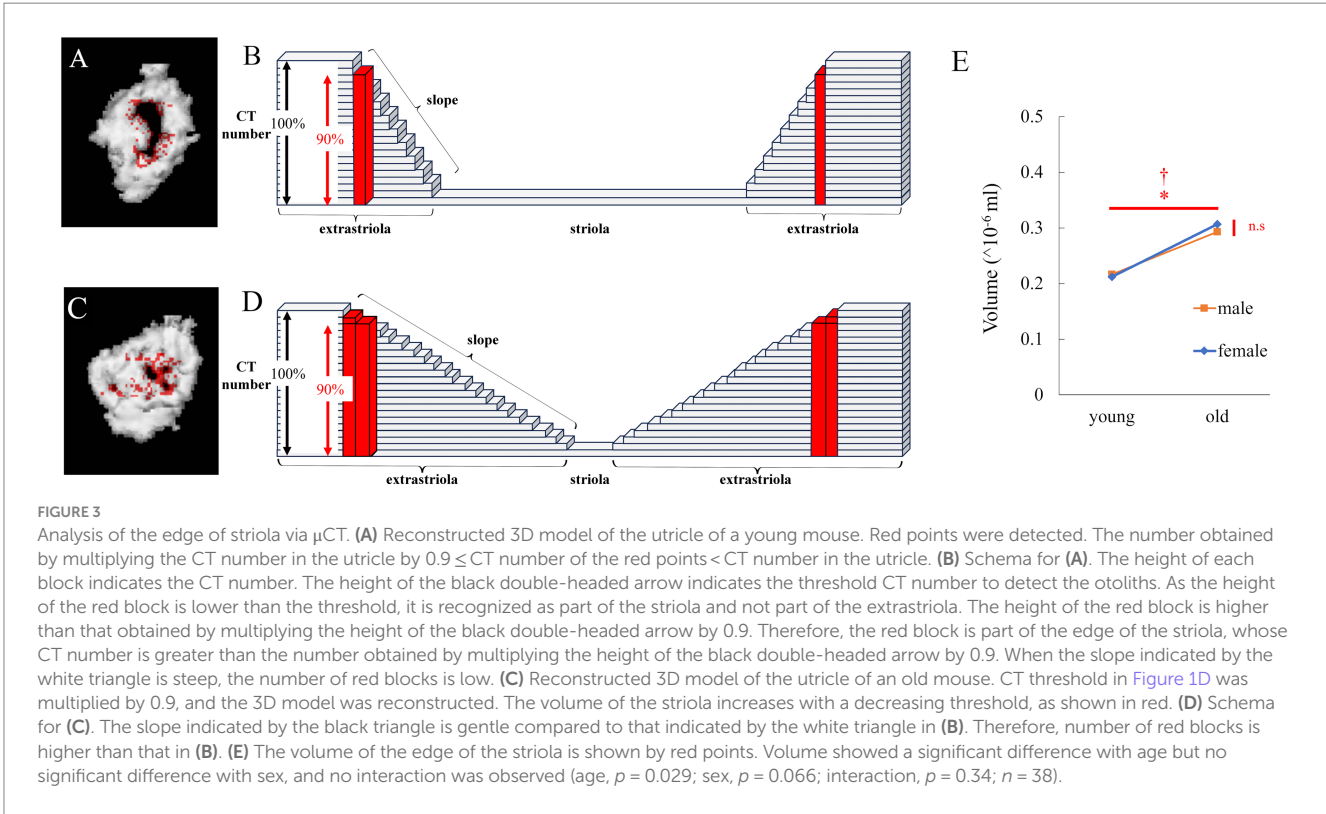 A
B
CT
number
100%
90%
slope
extrastriola
striola
extrastriola
C
D
CT
number
100%
90%
slope
extrastriola
striola
extrastriola
E
Volume (^10-6 ml)
0.5
0.4
0.3
0.2
0.1
0
†
*
n.s
male
female
young
old
FIGURE 3
Analysis of the edge of striola via μCT. (A) Reconstructed 3D model of the utricle of a young mouse. Red points were detected. The number obtained
by multiplying the CT number in the utricle by 0.9 ≤ CT number of the red points < CT number in the utricle. (B) Schema for (A). The height of each
block indicates the CT number. The height of the black double-headed arrow indicates the threshold CT number to detect the otoliths. As the height
of the red block is lower than the threshold, it is recognized as part of the striola and not part of the extrastriola. The height of the red block is higher
than that obtained by multiplying the height of the black double-headed arrow by 0.9. Therefore, the red block is part of the edge of the striola, whose
CT number is greater than the number obtained by multiplying the height of the black double-headed arrow by 0.9. When the slope indicated by the
white triangle is steep, the number of red blocks is low. (C) Reconstructed 3D model of the utricle of an old mouse. CT threshold in Figure 1D was
multiplied by 0.9, and the 3D model was reconstructed. The volume of the striola increases with a decreasing threshold, as shown in red. (D) Schema
for (C). The slope indicated by the black triangle is gentle compared to that indicated by the white triangle in (B). Therefore, number of red blocks is
higher than that in (B). (E) The volume of the edge of the striola is shown by red points. Volume showed a significant difference with age but no
significant difference with sex, and no interaction was observed (age, p = 0.029; sex, p = 0.066; interaction, p = 0.34; n = 38).